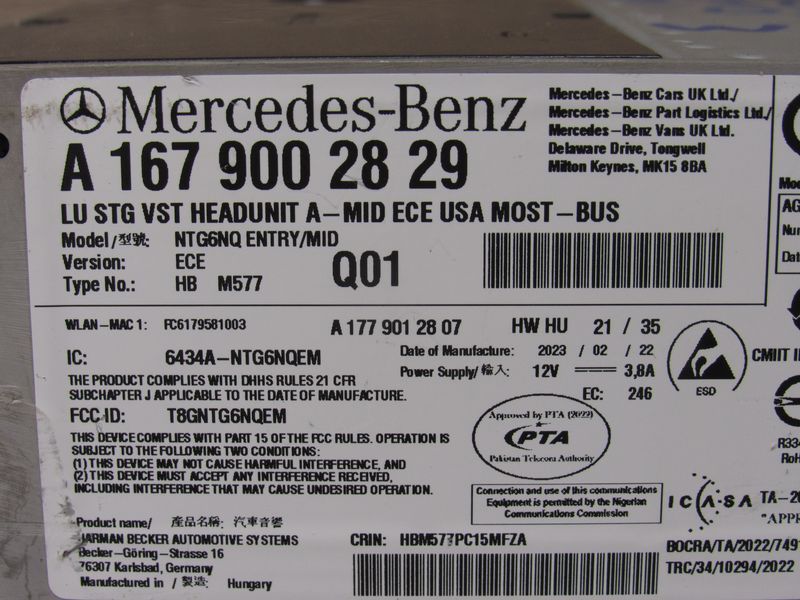 Mercedes-Benz
Mercedes-Benz Cars UK Ltd./
Mercedes-Benz Part Logistics Ltd./
Mercedes-Benz Vans UK Ltd.
Delaware Drive, Tongwell
Milton Keynes, MK15 8BA
A 167 900 28 29
LU STG VST HEADUNIT A-MID ECE USA MOST-BUS
Model/型號: NTG6NQ ENTRY/MID
Version: ECE
Type No.: HB M577
Q01
WLAN-MAC 1: FC6179581003
A 177 901 28 07
HW HU 21 / 35
IC: 6434A-NTG6NQEM
Date of Manufacture: 2023 / 02 / 22
Power Supply/ 輸入: 12V 3,8A
EC: 246
ESD
THE PRODUCT COMPLIES WITH DHHS RULES 21 CFR
SUBCHAPTER J APPLICABLE TO THE DATE OF MANUFACTURE.
FCC ID: T8GNTG6NQEM
THIS DEVICE COMPLIES WITH PART 15 OF THE FCC RULES. OPERATION IS
SUBJECT TO THE FOLLOWING TWO CONDITIONS:
(1) THIS DEVICE MAY NOT CAUSE HARMFUL INTERFERENCE, AND
(2) THIS DEVICE MUST ACCEPT ANY INTERFERENCE RECEIVED,
INCLUDING INTERFERENCE THAT MAY CAUSE UNDESIRED OPERATION.
Approved by PTA (2022)
PTA
Pakistan Telecom Authority
Connection and use of this communications
Equipment is permitted by the Nigerian
Communications Commission
ICASA
Product name/ 產品名稱: 汽車音響
HARMAN BECKER AUTOMOTIVE SYSTEMS
Becker-Göring-Strasse 16
76307 Karlsbad, Germany
Manufactured in / 製造: Hungary
CRIN: HBM577PC15MFZA
BOCRA/TA/2022/749
TRC/34/10294/2022
CMIIT
AG